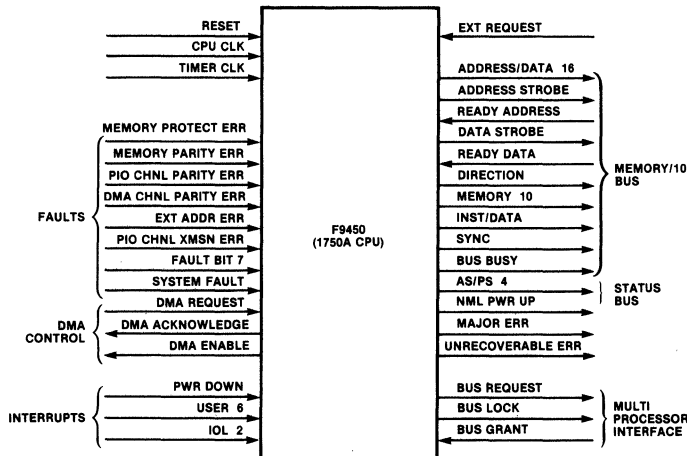 RESET
CPU CLK
TIMER CLK
MEMORY PROTECT ERR
MEMORY PARITY ERR
PIO CHNL PARITY ERR
DMA CHNL PARITY ERR
EXT ADDR ERR
PIO CHNL XMSN ERR
FAULT BIT 7
SYSTEM FAULT
FAULTS
DMA REQUEST
DMA ACKNOWLEDGE
DMA ENABLE
DMA
CONTROL
PWR DOWN
USER 6
IOL 2
INTERRUPTS
F9450
(1750A CPU)
EXT REQUEST
ADDRESS/DATA 16
ADDRESS STROBE
READY ADDRESS
DATA STROBE
READY DATA
DIRECTION
MEMORY 10
INST/DATA
SYNC
BUS BUSY
MEMORY/10
BUS
AS/PS 4
STATUS
BUS
NML PWR UP
MAJOR ERR
UNRECOVERABLE ERR
BUS REQUEST
BUS LOCK
BUS GRANT
MULTI
PROCESSOR
INTERFACE